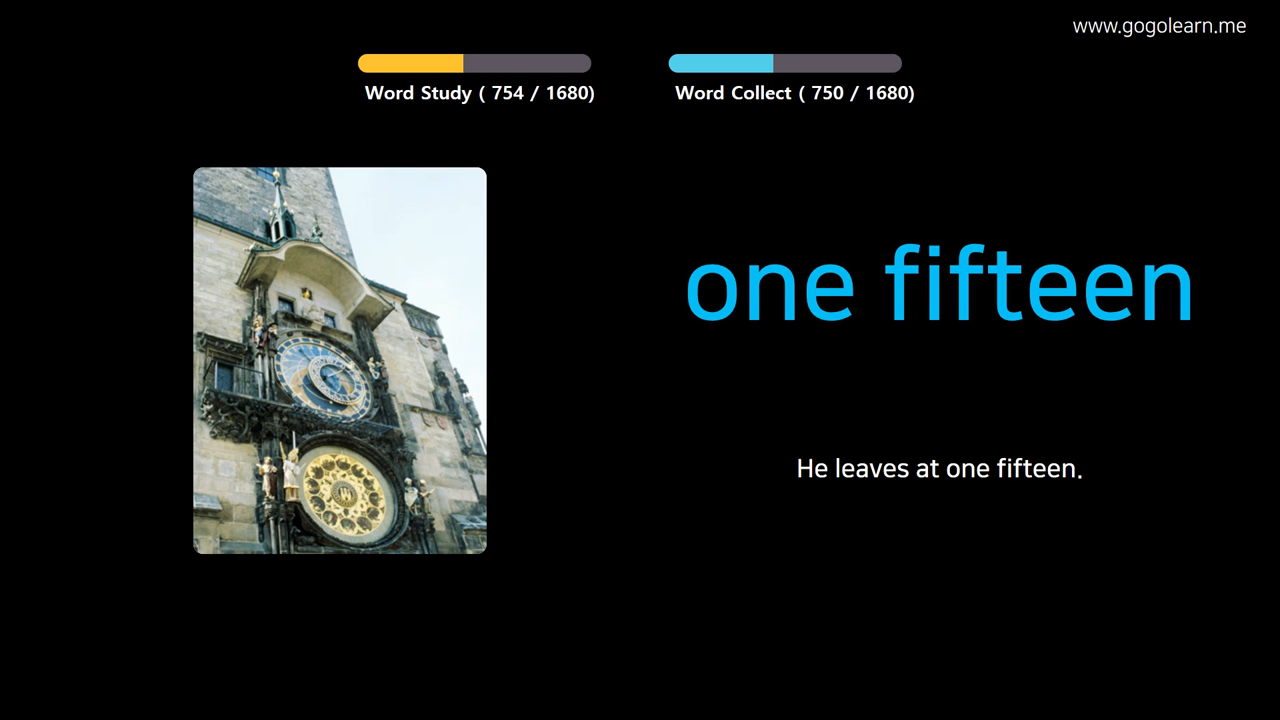 www.gogolearn.me
Word Study ( 754 / 1680)
Word Collect ( 750 / 1680)
one fifteen
He leaves at one fifteen.